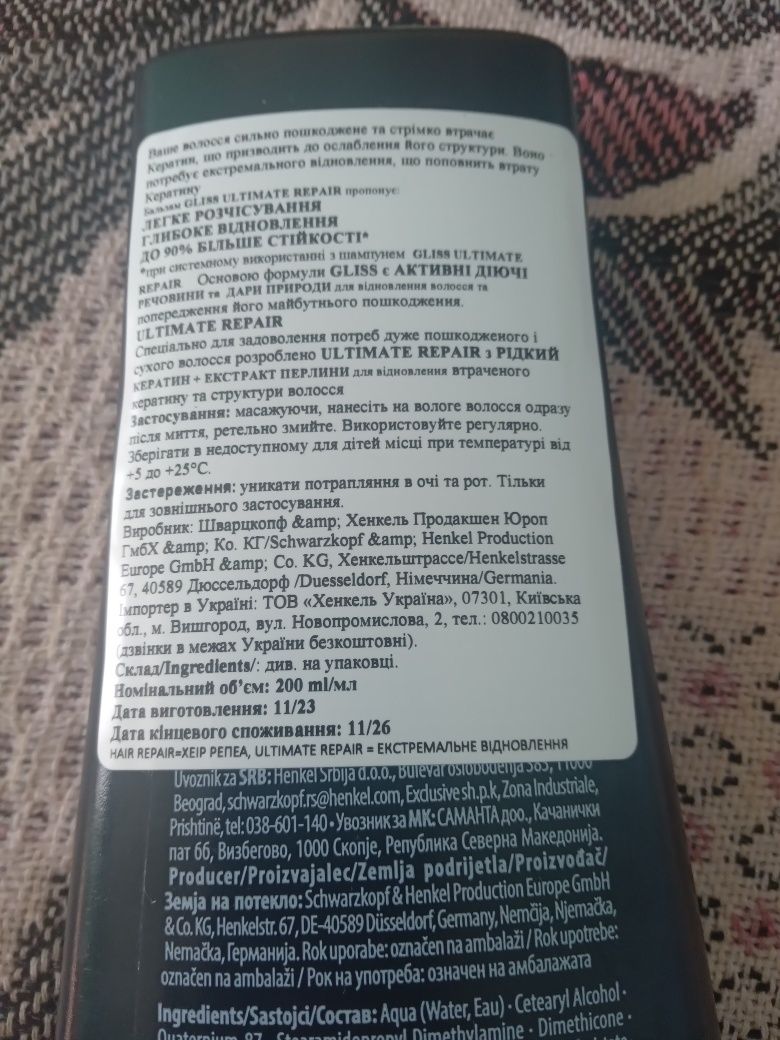 Ваше волосся сильно пошкоджене та стрімко втрачає
Кератин, що призводить до ослаблення його структури. Воно
потребує екстремального відновлення, що поповнить втрату
Кератину
Бальзам GLISS ULTIMATE REPAIR пропонує:
ЛЕГКЕ РОЗЧІСУВАННЯ
ГЛИБОКЕ ВІДНОВЛЕННЯ
ДО 90% БІЛЬШЕ СТІЙКОСТІ*
*при системному використанні з шампунем GLISS ULTIMATE
REPAIR Основою формули GLISS є АКТИВНІ ДІЮЧІ
РЕЧОВИНИ та ДАРИ ПРИРОДИ для відновлення волосся та
попередження його майбутнього пошкодження.
ULTIMATE REPAIR
Спеціально для задоволення потреб дуже пошкодженого і
сухого волосся розроблено ULTIMATE REPAIR з РІДКИЙ
КЕРАТИН + ЕКСТРАКТ ПЕРЛИНИ для відновлення втраченого
кератину та структури волосся
Застосування: масажуючи, нанесіть на вологе волосся одразу
після миття, ретельно змийте. Використовуйте регулярно.
Зберігати в недоступному для дітей місці при температурі від
+5 до +25°C.
Застереження: уникати потрапляння в очі та рот. Тільки
для зовнішнього застосування.
Виробник: Шварцкопф &amp; Хенкель Продакшен Юроп
ГмбХ &amp; Ко. КГ/Schwarzkopf &amp; Henkel Production
Europe GmbH &amp; Co. KG, Хенкельштрассе/Henkelstrasse
67, 40589 Дюссельдорф /Duesseldorf, Німеччина/Germania.
Імпортер в Україні: ТОВ «Хенкель Україна», 07301, Київська
обл., м. Вишгород, вул. Новопромислова, 2, тел.: 0800210035
(дзвінки в межах України безкоштовні).
Склад/Ingredients/: див. на упаковці.
Номінальний об'єм: 200 ml/мл
Дата виготовлення: 11/23
Дата кінцевого споживання: 11/26
HAIR REPAIR=ХЕІР РЕПЕА, ULTIMATE REPAIR = ЕКСТРЕМАЛЬНЕ ВІДНОВЛЕННЯ
Uvoznik za SRB: Henkel Srbija d.o.o., Bulevar oslobođenja 383, 11000
Beograd, schwarzkopf.rs@henkel.com, Exclusive sh.p.k, Zona Industriale,
Prishtinë, tel: 038-601-140 • Увозник за МК: САМАНТА доо., Качанички
пат 66, Визбегово, 1000 Скопје, Република Северна Македонија.
Producer/Proizvajalec/Zemlja podrijetla/Proizvođač/
Земја на потекло: Schwarzkopf & Henkel Production Europe GmbH
& Co. KG, Henkelstr. 67, DE-40589 Düsseldorf, Germany, Nemčija, Njemačka,
Nemačka, Германија. Rok uporabe: označen na ambalaži / Rok upotrebe:
označen na ambalaži / Рок на употреба: означен на амбалажата
Ingredients/Sastojci/Состав: Aqua (Water, Eau) · Cetearyl Alcohol ·
Quaternium-87 · Stearamidopropyl Dimethylamine · Dimethicone ·